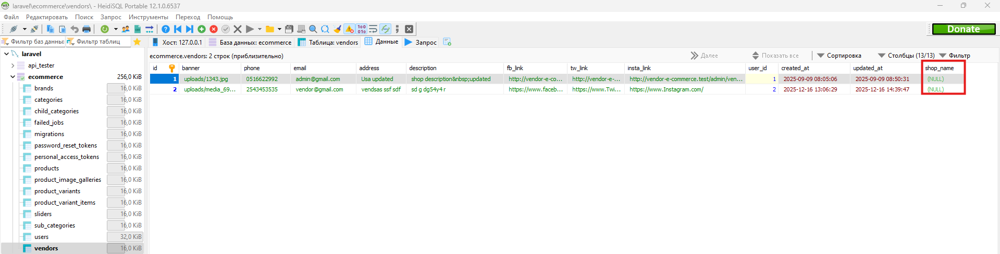 laravel\ecommerce\vendors\ - HeidiSQL Portable 12.1.0.6537
Файл Редактировать Поиск Запрос Инструменты Переход Помощь
Donate
Фильтр баз данны Фильтр таблиц
Хост: 127.0.0.1 База данных: ecommerce Таблица: vendors Данные Запрос
laravel
api_tester
ecommerce 256,0 KiB
brands 16,0 KiB
categories 16,0 KiB
child_categories 16,0 KiB
failed_jobs 16,0 KiB
migrations 16,0 KiB
password_reset_tokens 16,0 KiB
personal_access_tokens 16,0 KiB
products 16,0 KiB
product_image_galleries 16,0 KiB
product_variants 16,0 KiB
product_variant_items 16,0 KiB
sliders 16,0 KiB
sub_categories 16,0 KiB
users 32,0 KiB
vendors 16,0 KiB
ecommerce.vendors: 2 строк (приблизительно) Далее Показать все Сортировка Столбцы (13/13) Фильтр
id banner phone email address description fb_link tw_link insta_link user_id created_at updated_at shop_name
1 uploads/1343.jpg 0516622992 admin@gmail.com Usa updated shop description&nbsp;updated http://vendor-e-co... http://vendor-e-... http://vendor-e-commerce.test/admin/ven... 1 2025-09-09 08:05:06 2025-09-09 08:50:31 (NULL)
2 uploads/media_69... 2543453535 vendor@gmail.com vendsas ssf sdf sd g dg54y4 r https://www.faceb... https://www.Twi... https://www.Instagram.com/ 2 2025-12-16 13:06:29 2025-12-16 14:39:47 (NULL)